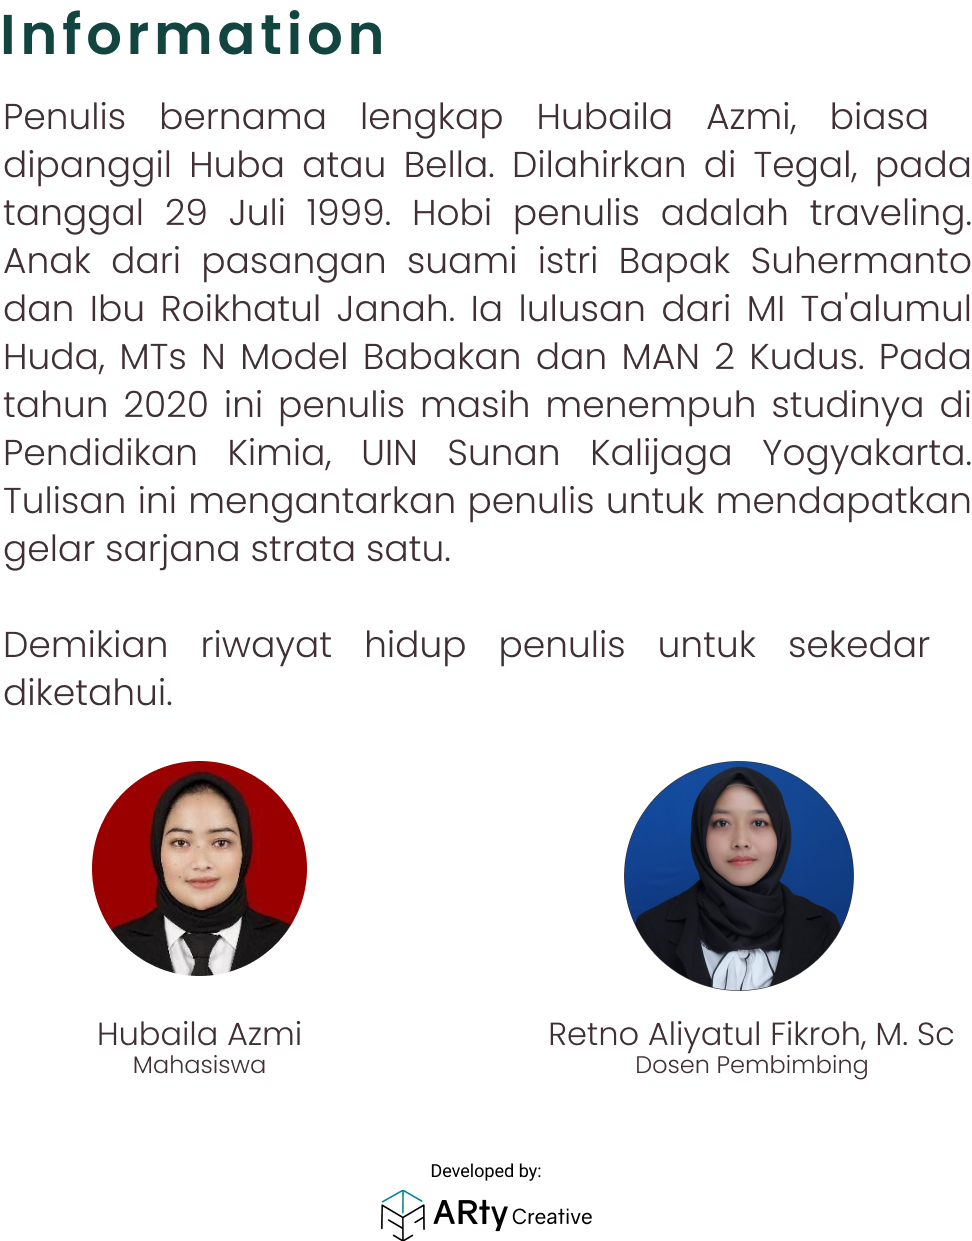 Information
Penulis bernama lengkap Hubaila Azmi, biasa
dipanggil Huba atau Bella. Dilahirkan di Tegal, pada
tanggal 29 Juli 1999. Hobi penulis adalah traveling.
Anak dari pasangan suami istri Bapak Suhermanto
dan Ibu Roikhatul Janah. Ia lulusan dari MI Ta'alumul
Huda, MTs N Model Babakan dan MAN 2 Kudus. Pada
tahun 2020 ini penulis masih menempuh studinya di
Pendidikan Kimia, UIN Sunan Kalijaga Yogyakarta.
Tulisan ini mengantarkan penulis untuk mendapatkan
gelar sarjana strata satu.
Demikian riwayat hidup penulis untuk sekedar
diketahui.
Hubaila Azmi
Mahasiswa
Retno Aliyatul Fikroh, M. Sc
Dosen Pembimbing
Developed by:
ARty Creative